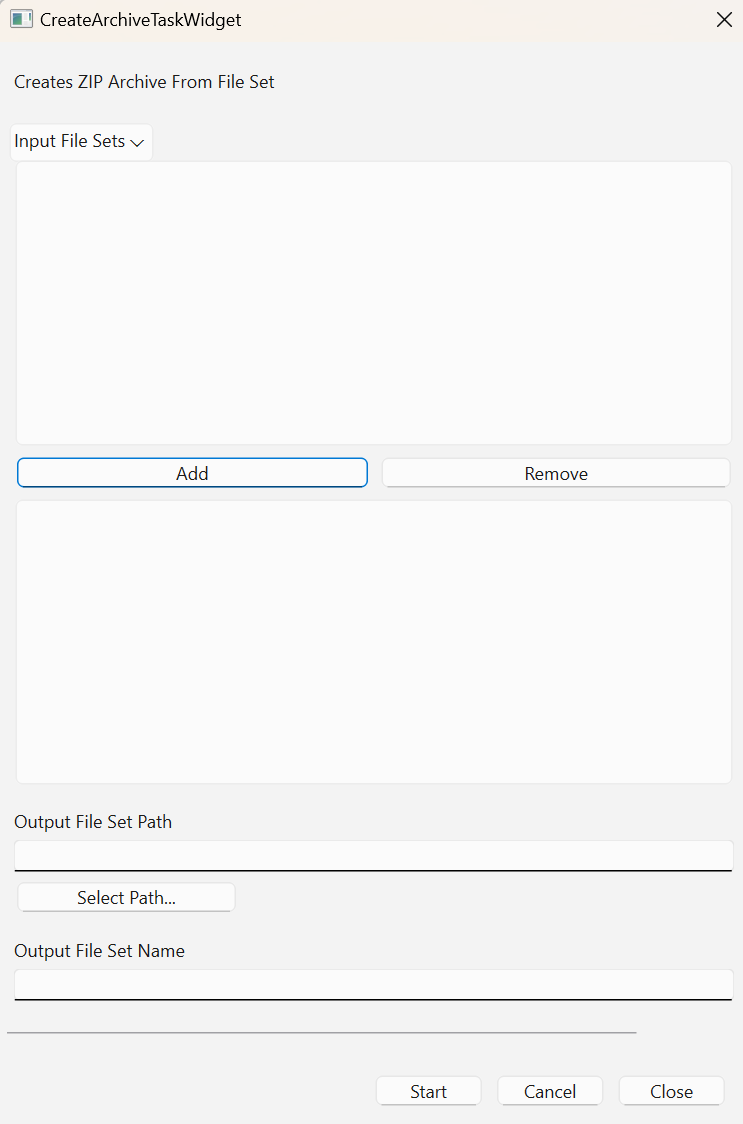 CreateArchiveTaskWidget
Creates ZIP Archive From File Set
Input File Sets
Add
Remove
Output File Set Path
Select Path...
Output File Set Name
Start
Cancel
Close